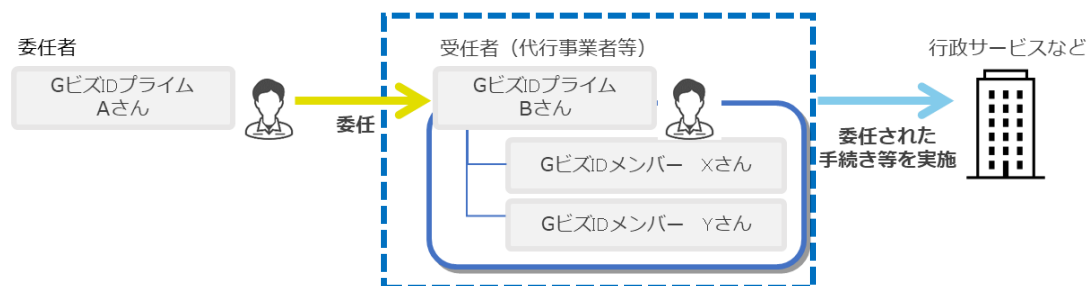 委任者
GビズIDプライム
Aさん
委任
受任者（代行事業者等）
GビズIDプライム
Bさん
GビズIDメンバー　Xさん
GビズIDメンバー　Yさん
委任された
手続き等を実施
行政サービスなど